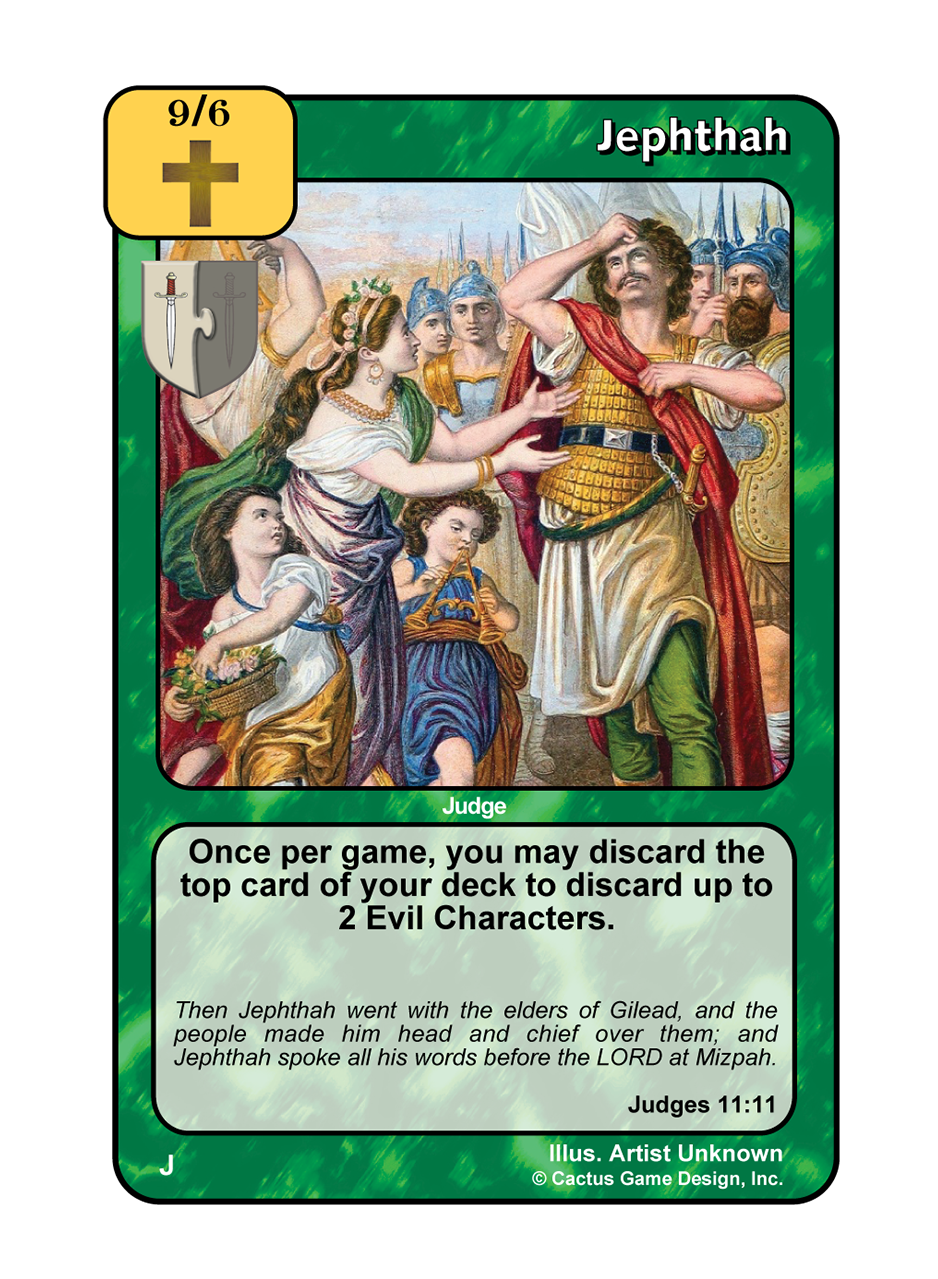 9/6
Jephthah
Judge
Once per game, you may discard the
top card of your deck to discard up to
2 Evil Characters.
Then Jephthah went with the elders of Gilead, and the
people made him head and chief over them; and
Jephthah spoke all his words before the LORD at Mizpah.
Judges 11:11
J
Illus. Artist Unknown
© Cactus Game Design, Inc.